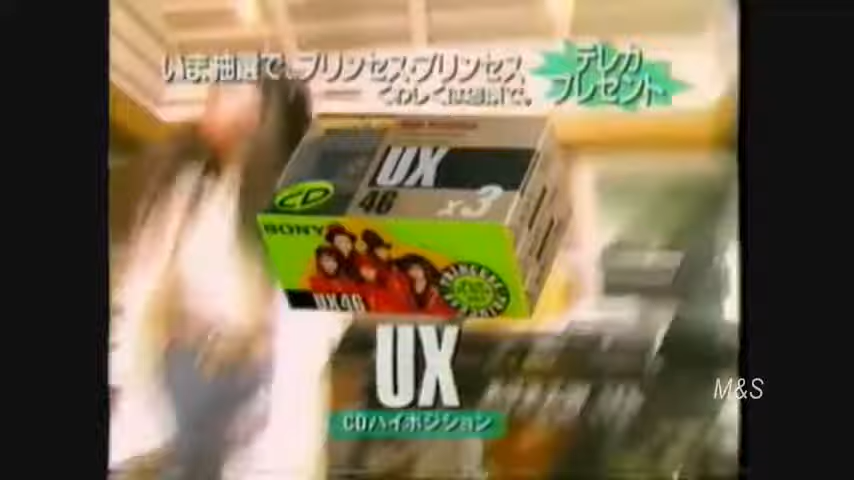 いま抽選で、プリンセス・プリンセス
テレカ
プレゼント
くわしくは店頭で。
UX
CD
46
x3
SONY
UX46
UX
CDハイポジション
M&S